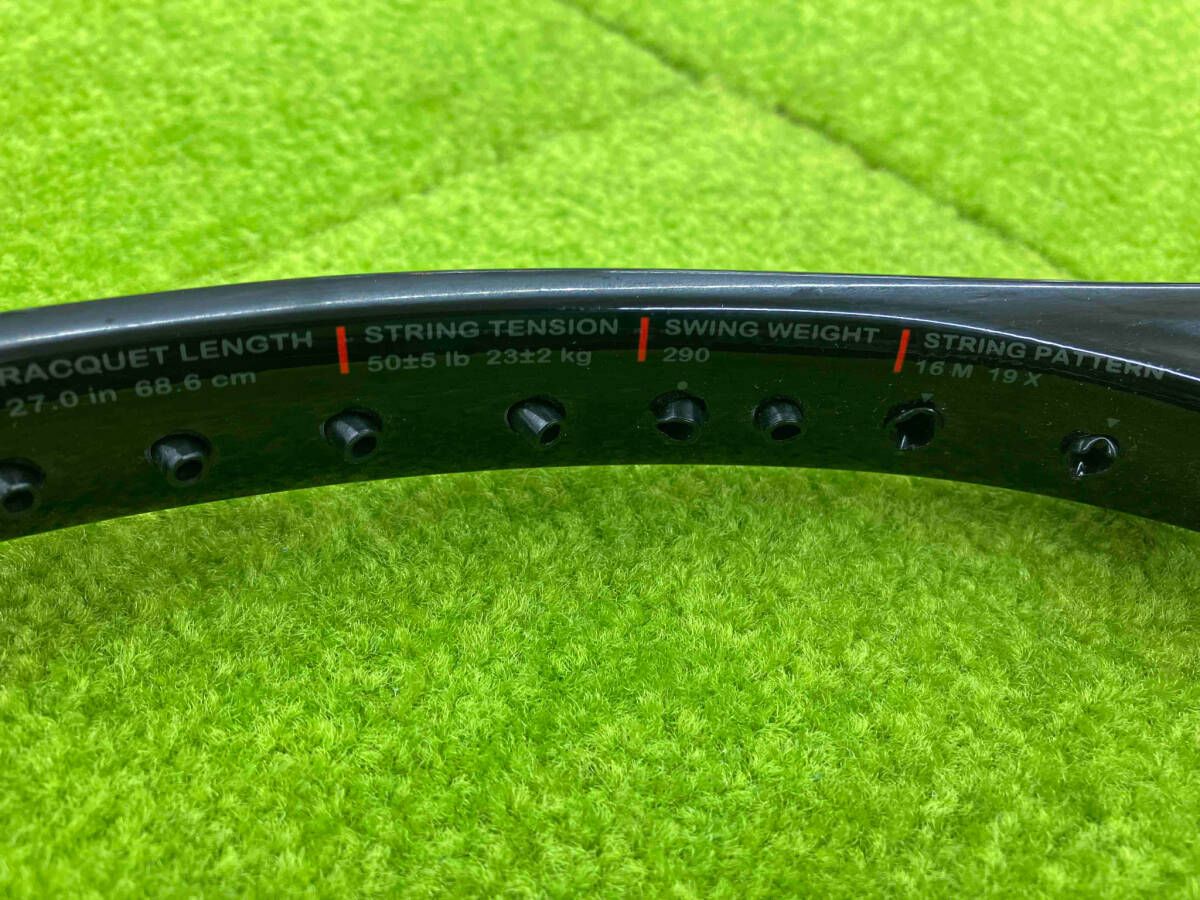 RACQUET LENGTH
27.0 in 68.6 cm
STRING TENSION
50±5 lb 23±2 kg
SWING WEIGHT
290
STRING PATTERN
16 M 19 X